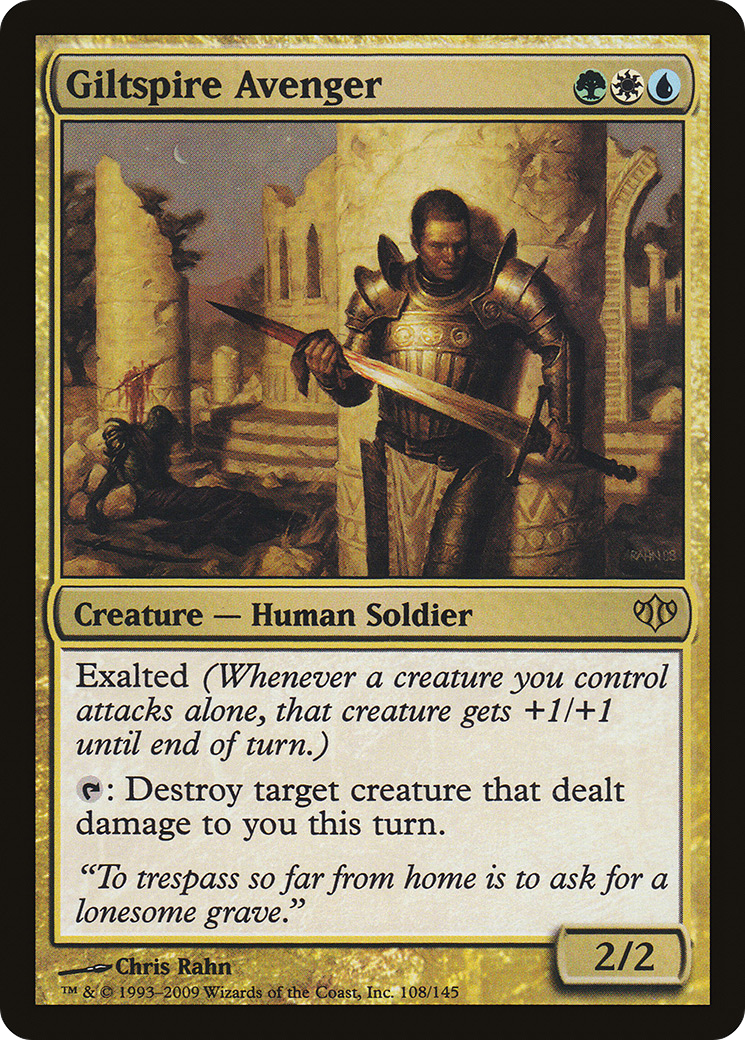 Giltspire Avenger
RAHN 08
Creature — Human Soldier
Exalted (Whenever a creature you control
attacks alone, that creature gets +1/+1
until end of turn.)
: Destroy target creature that dealt
damage to you this turn.
“To trespass so far from home is to ask for a
lonesome grave.”
2/2
Chris Rahn
™ & © 1993–2009 Wizards of the Coast, Inc. 108/145